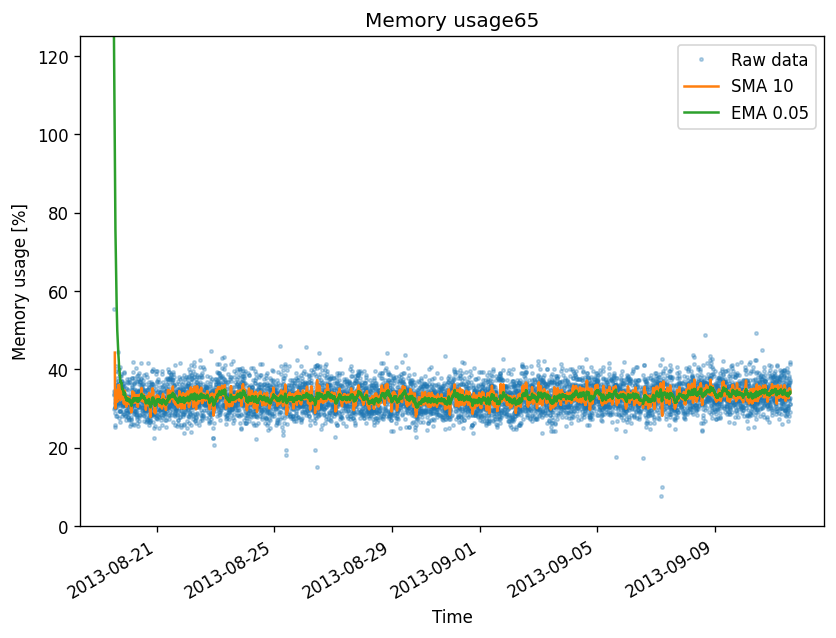 Memory usage65
Raw data
SMA 10
EMA 0.05
Memory usage [%]
120
100
80
60
40
20
0
2013-08-21
2013-08-25
2013-08-29
2013-09-01
2013-09-05
2013-09-09
Time